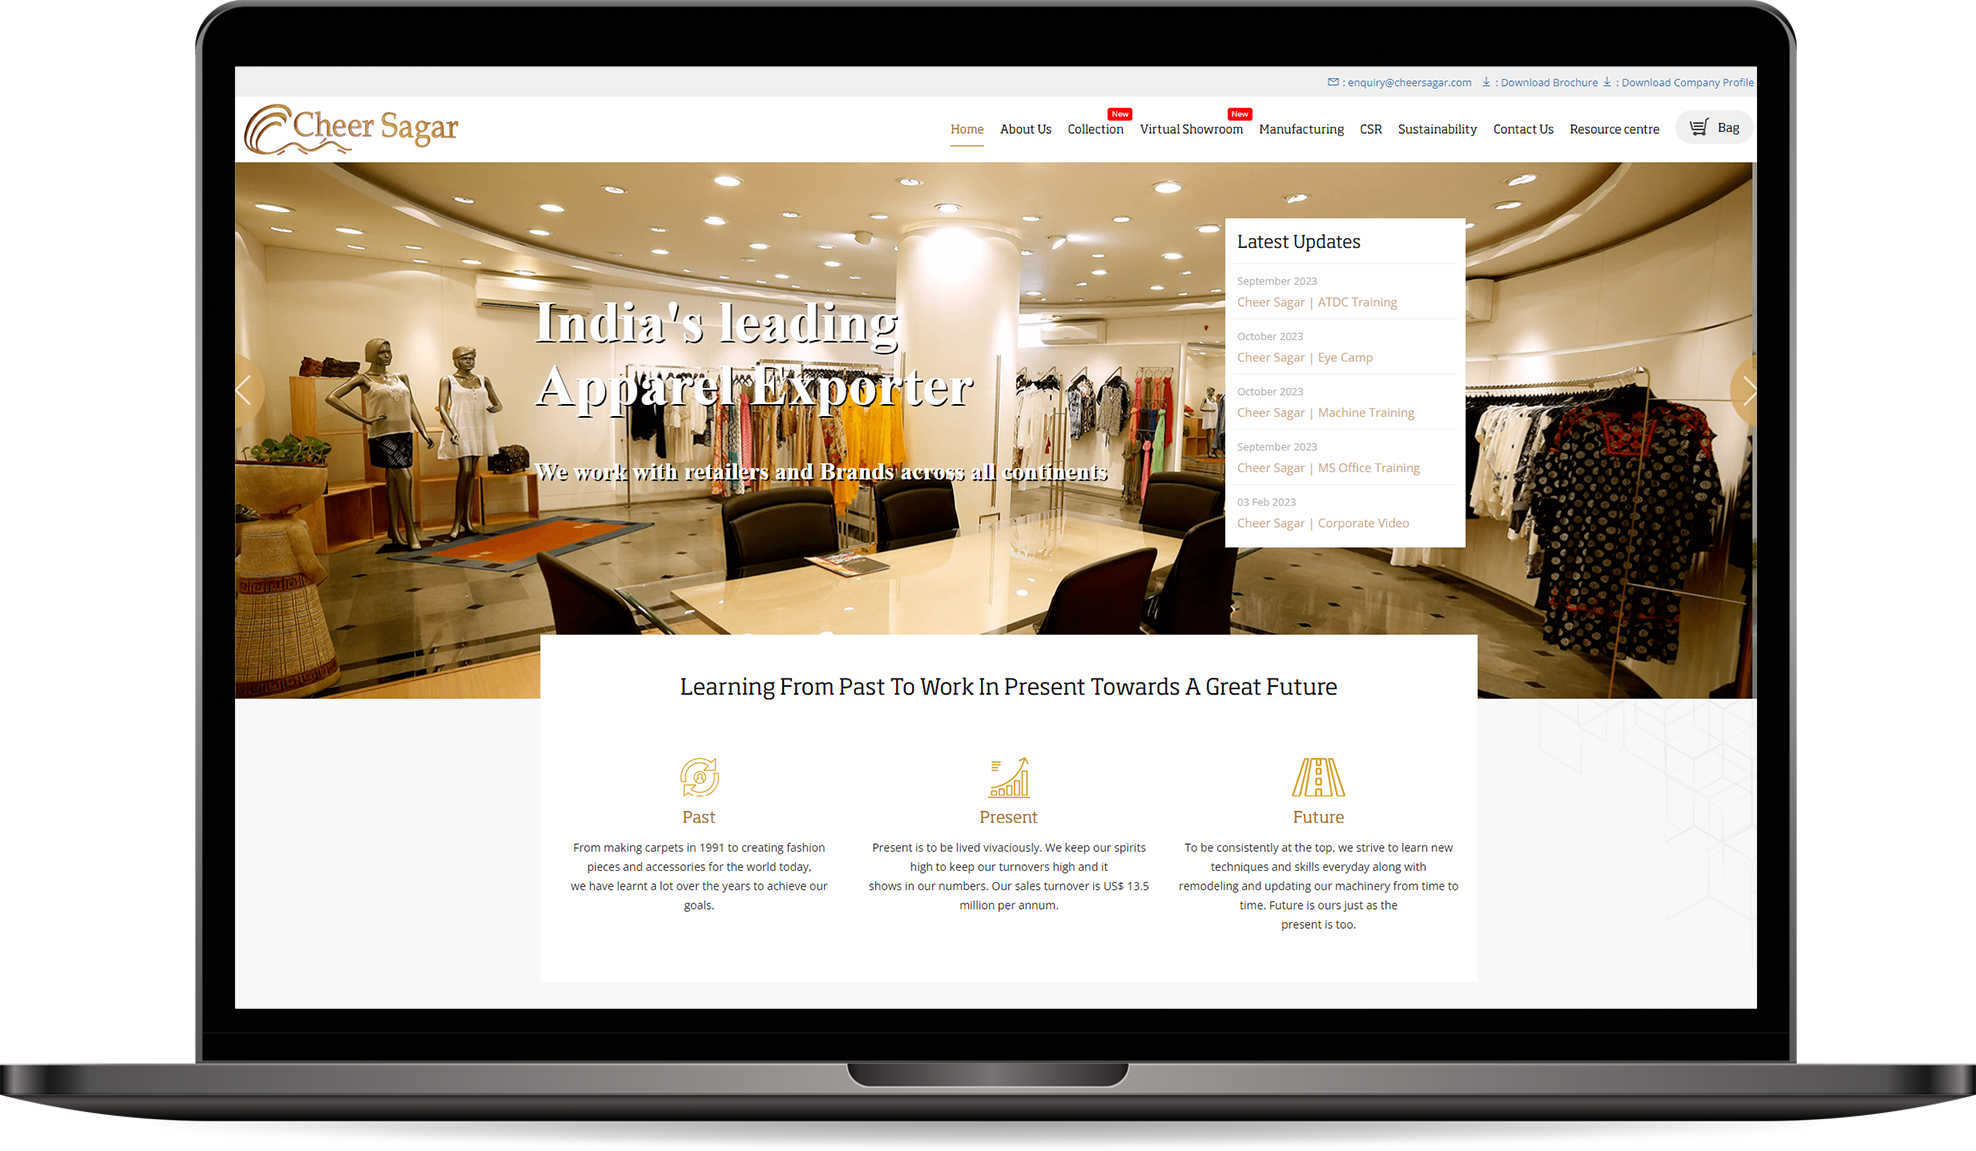 : enquiry@cheersagar.com : Download Brochure : Download Company Profile
Cheer Sagar
New New
Home About Us Collection Virtual Showroom Manufacturing CSR Sustainability Contact Us Resource centre Bag
India's leading
Apparel Exporter
We work with retailers and Brands across all continents
Latest Updates
September 2023
Cheer Sagar | ATDC Training
October 2023
Cheer Sagar | Eye Camp
October 2023
Cheer Sagar | Machine Training
September 2023
Cheer Sagar | MS Office Training
03 Feb 2023
Cheer Sagar | Corporate Video
Learning From Past To Work In Present Towards A Great Future
Past
From making carpets in 1991 to creating fashion
pieces and accessories for the world today,
we have learnt a lot over the years to achieve our
goals.
Present
Present is to be lived vivaciously. We keep our spirits
high to keep our turnovers high and it
shows in our numbers. Our sales turnover is US$ 13.5
million per annum.
Future
To be consistently at the top, we strive to learn new
techniques and skills everyday along with
remodeling and updating our machinery from time to
time. Future is ours just as the
present is too.